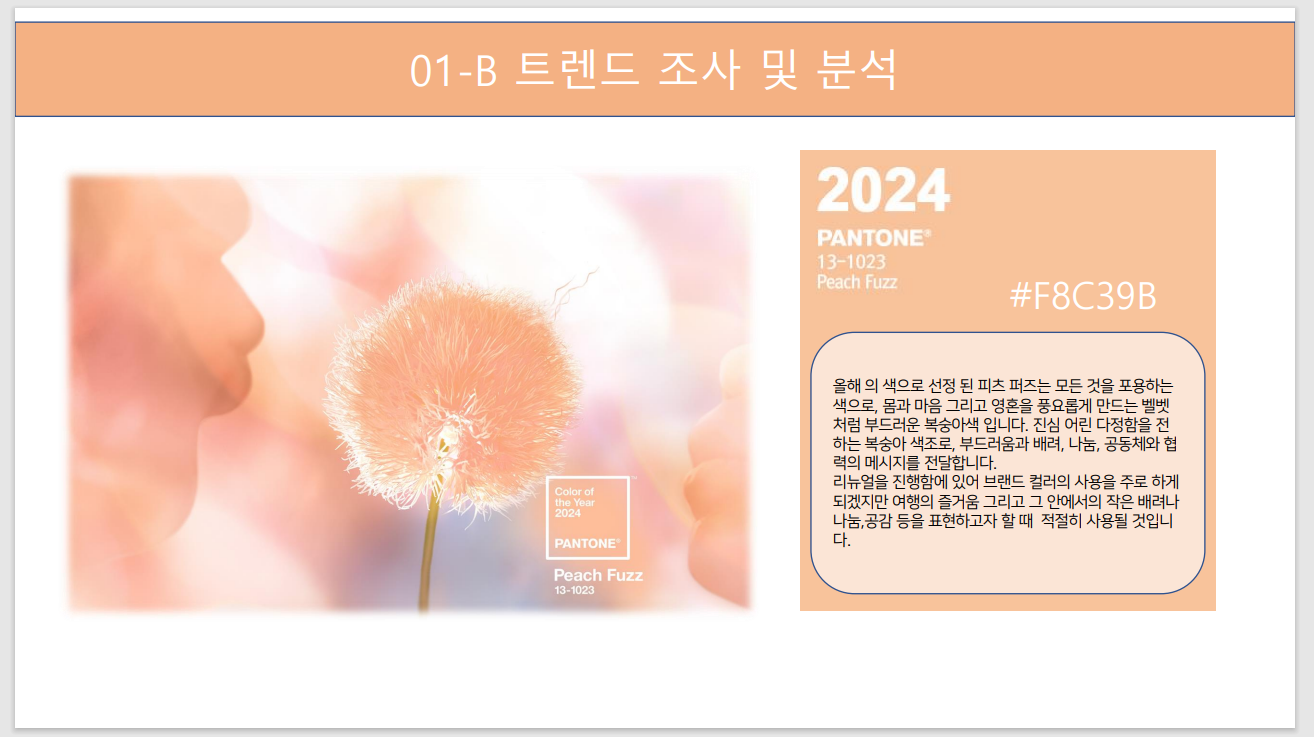 01-B 트렌드 조사 및 분석
2024
PANTONE®
13-1023
Peach Fuzz
#F8C39B
올해 의 색으로 선정 된 피츠 퍼즈는 모든 것을 포용하는
색으로, 몸과 마음 그리고 영혼을 풍요롭게 만드는 벨벳
처럼 부드러운 복숭아색 입니다. 진심 어린 다정함을 전
하는 복숭아 색조로, 부드러움과 배려, 나눔, 공동체와 협
력의 메시지를 전달합니다.
리뉴얼을 진행함에 있어 브랜드 컬러의 사용을 주로 하게
되겠지만 여행의 즐거움 그리고 그 안에서의 작은 배려나
나눔,공감 등을 표현하고자 할 때  적절히 사용될 것입니
다.
Color of
the Year
2024
PANTONE®
Peach Fuzz
13-1023